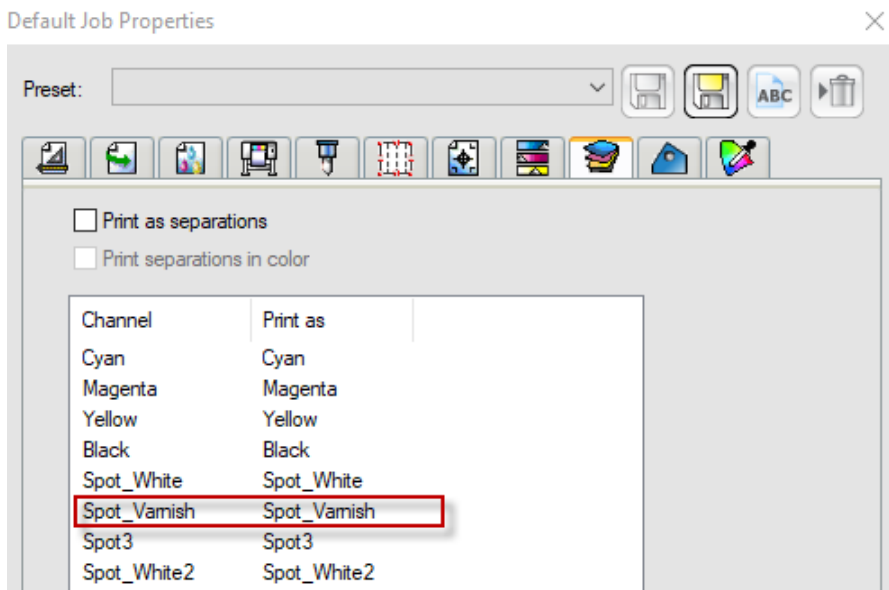 Default Job Properties
Preset:
ABC
Print as separations
Print separations in color
Channel Print as
Cyan Cyan
Magenta Magenta
Yellow Yellow
Black Black
Spot_White Spot_White
Spot_Varnish Spot_Varnish
Spot3 Spot3
Spot_White2 Spot_White2